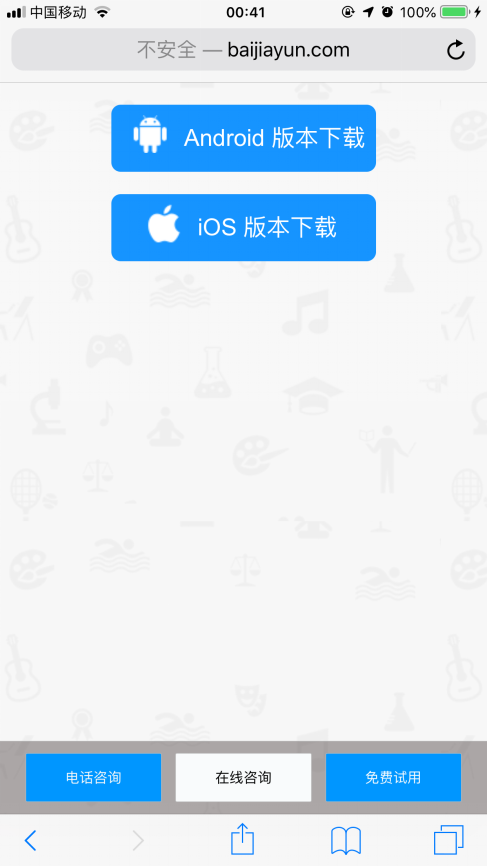 中国移动 00:41 100%
不安全 — baijiayun.com
Android 版本下载
iOS 版本下载
电话咨询 在线咨询 免费试用